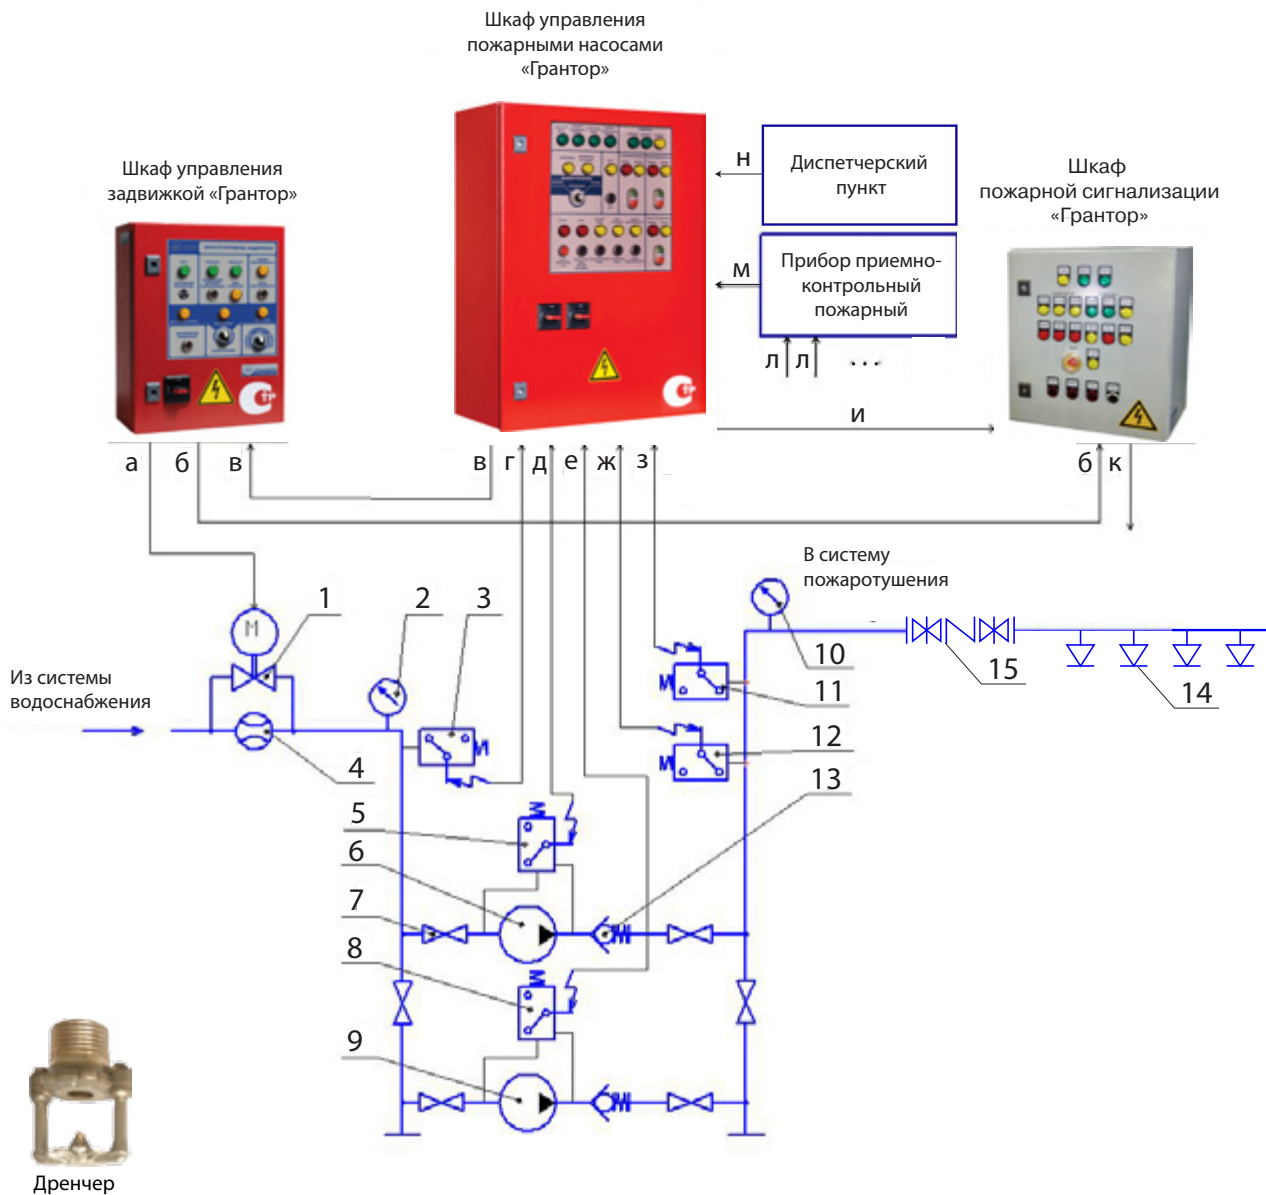 Шкаф управления
пожарными насосами
«Грантор»
Шкаф управления
задвижкой «Грантор»
Диспетчерский
пункт
Н
Шкаф
пожарной сигнализации
«Грантор»
Прибор приемно-
контрольный
пожарный
М
Л Л ...
И
а б в
в г д е ж з
б к
В систему
пожаротушения
Из системы
водоснабжения
М
1
2
3
4
5
6
7
8
9
10
11
12
13
14
15
Дренчер